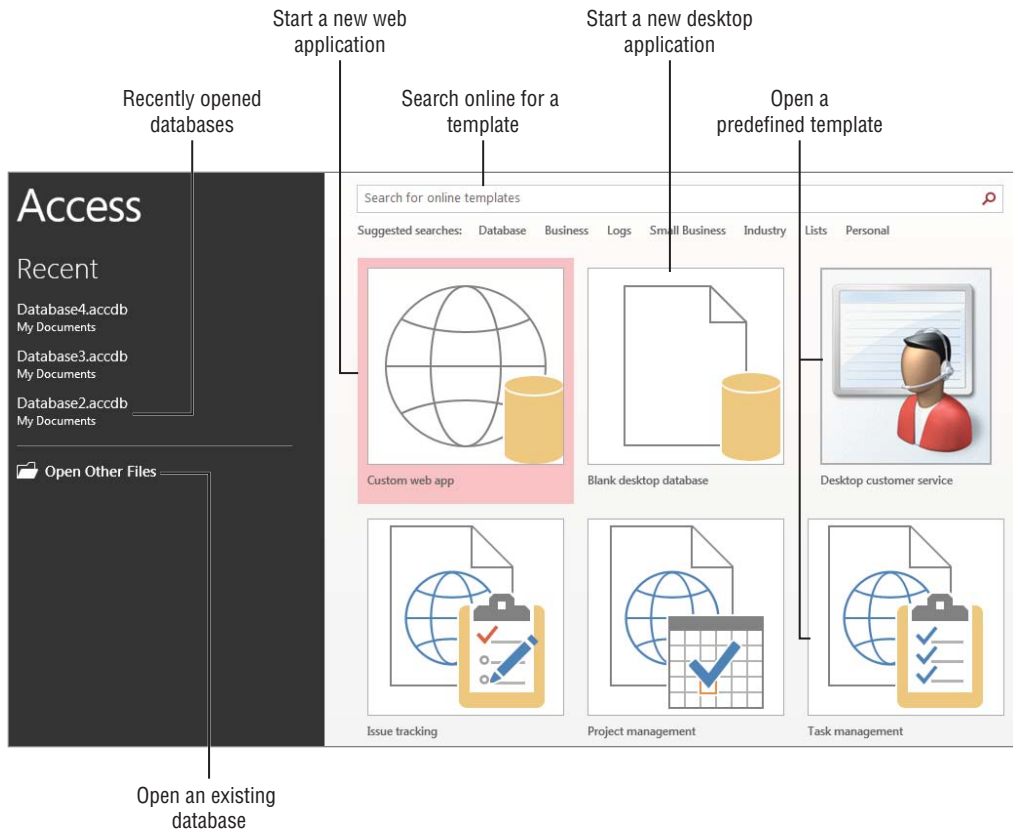 Start a new web
application
Start a new desktop
application
Recently opened
databases
Search online for a
template
Open a
predefined template
Access
Recent
Database4.accdb
My Documents
Database3.accdb
My Documents
Database2.accdb
My Documents
Open Other Files
Search for online templates
Suggested searches: Database Business Logs Small Business Industry Lists Personal
Custom web app
Blank desktop database
Desktop customer service
Issue tracking
Project management
Task management
Open an existing
database